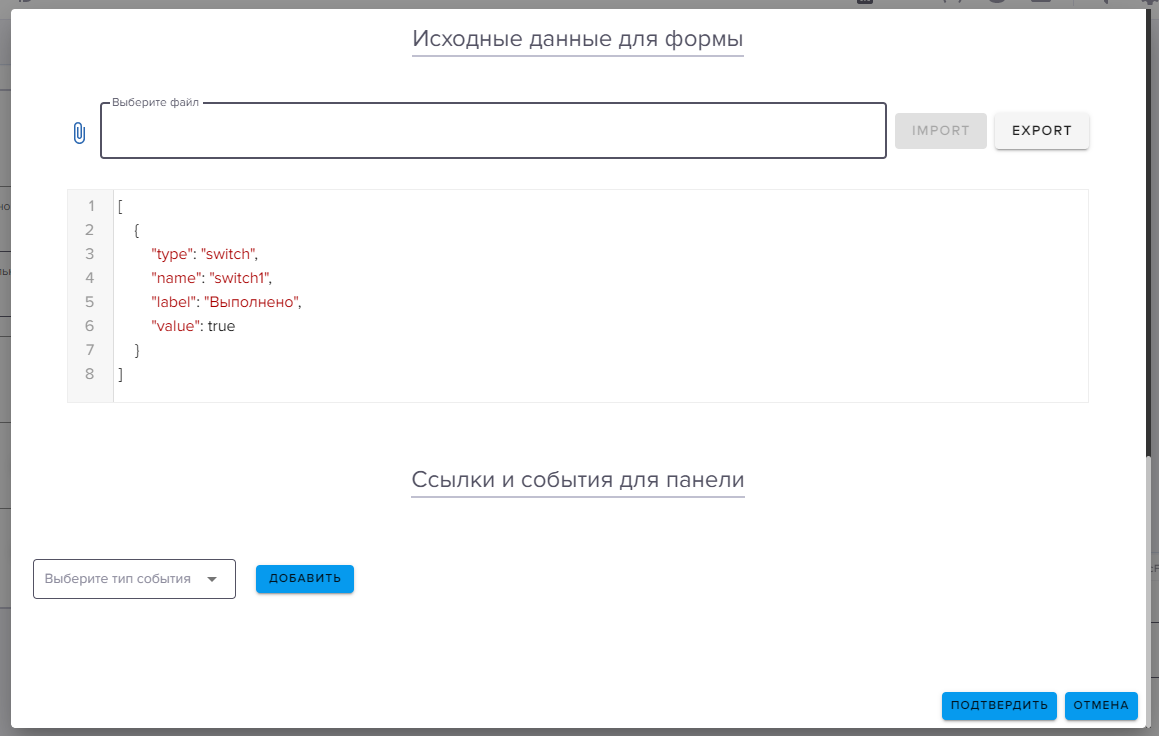 Исходные данные для формы
Выберите файл
IMPORT
EXPORT
1 [
2 {
3 "type": "switch",
4 "name": "switch1",
5 "label": "Выполнено",
6 "value": true
7 }
8 ]
Ссылки и события для панели
Выберите тип события
ДОБАВИТЬ
ПОДТВЕРДИТЬ
ОТМЕНА